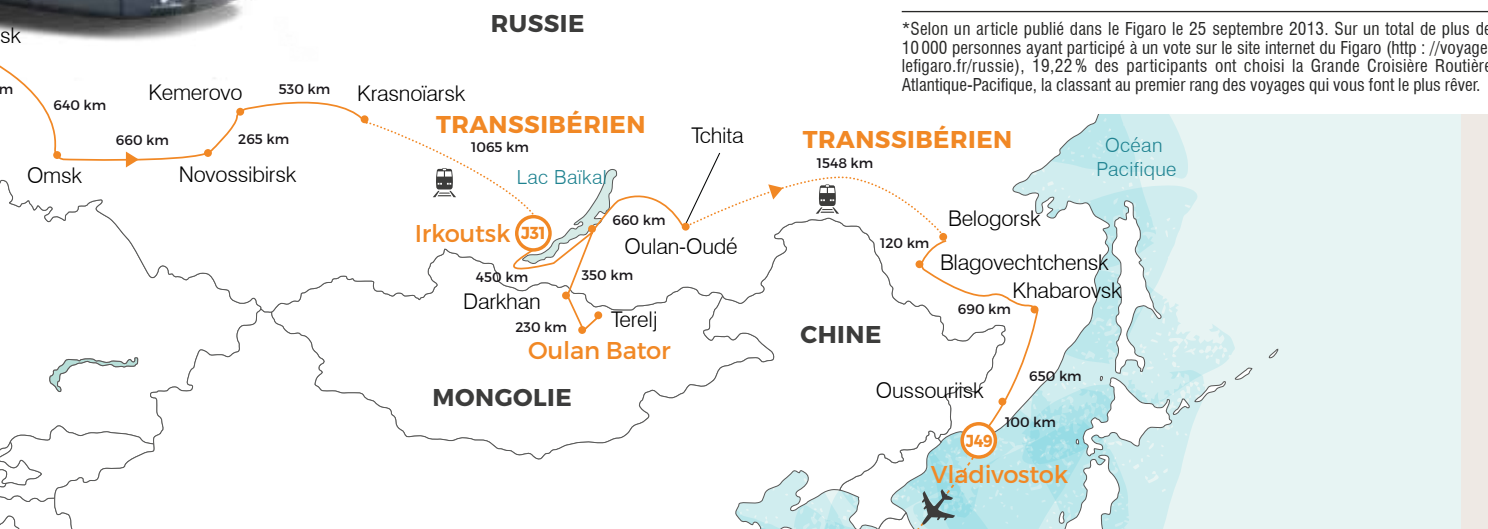 RUSSIE
*Selon un article publié dans le Figaro le 25 septembre 2013. Sur un total de plus de
10 000 personnes ayant participé à un vote sur le site internet du Figaro (http : //voyage
lefigaro.fr/russie), 19,22 % des participants ont choisi la Grande Croisière Routière
Atlantique-Pacifique, la classant au premier rang des voyages qui vous font le plus rêver.
sk
m
640 km
Omsk
660 km
Novossibirsk
265 km
Kemerovo
530 km
Krasnoïarsk
TRANSSIBÉRIEN
1065 km
Lac Baïkal
Irkoutsk
J31
450 km
350 km
660 km
Tchita
Oulan-Oudé
Darkhan
230 km
Terelj
Oulan Bator
MONGOLIE
TRANSSIBÉRIEN
1548 km
Océan
Pacifique
Belogorsk
120 km
Blagovechtchensk
Khabarovsk
690 km
CHINE
650 km
Oussouriisk
100 km
J49
Vladivostok